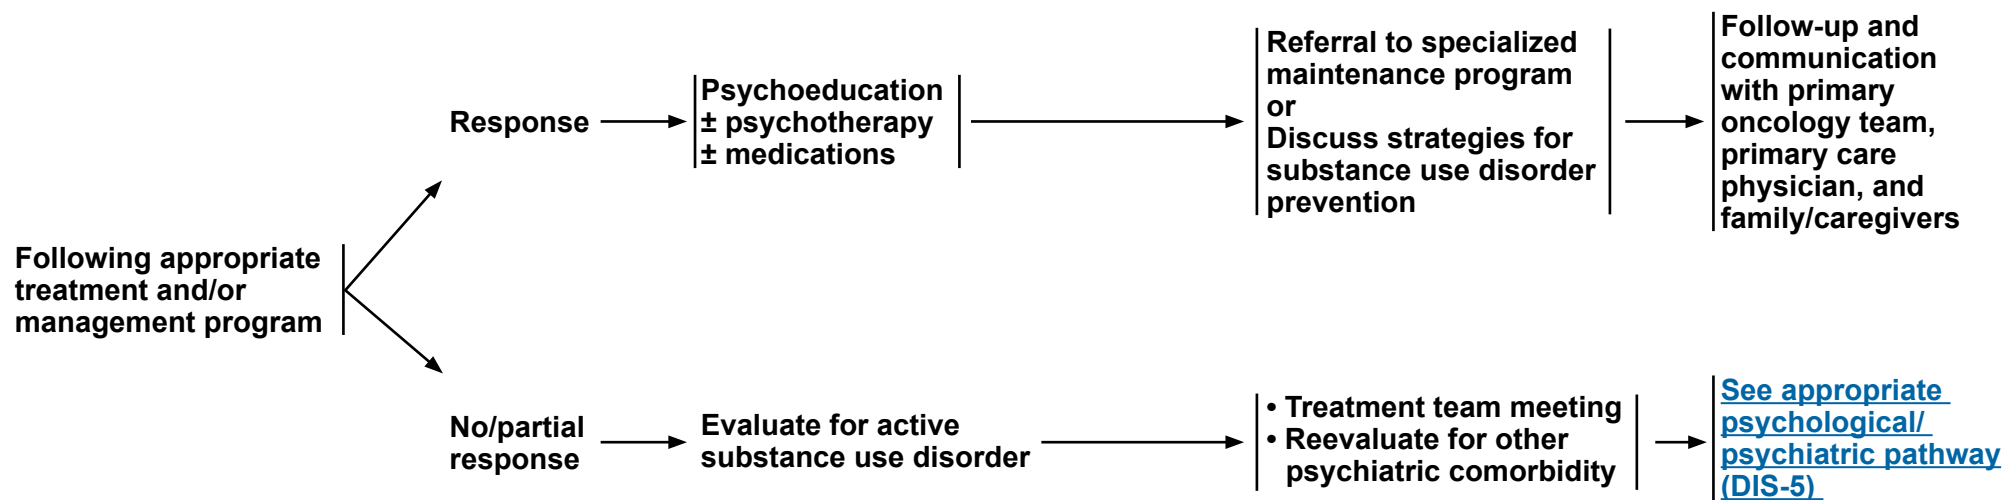 Following appropriate
treatment and/or
management program
Response
Psychoeducation
± psychotherapy
± medications
Referral to specialized
maintenance program
or
Discuss strategies for
substance use disorder
prevention
Follow-up and
communication
with primary
oncology team,
primary care
physician, and
family/caregivers
No/partial
response
Evaluate for active
substance use disorder
• Treatment team meeting
• Reevaluate for other
psychiatric comorbidity
See appropriate
psychological/
psychiatric pathway
(DIS-5)